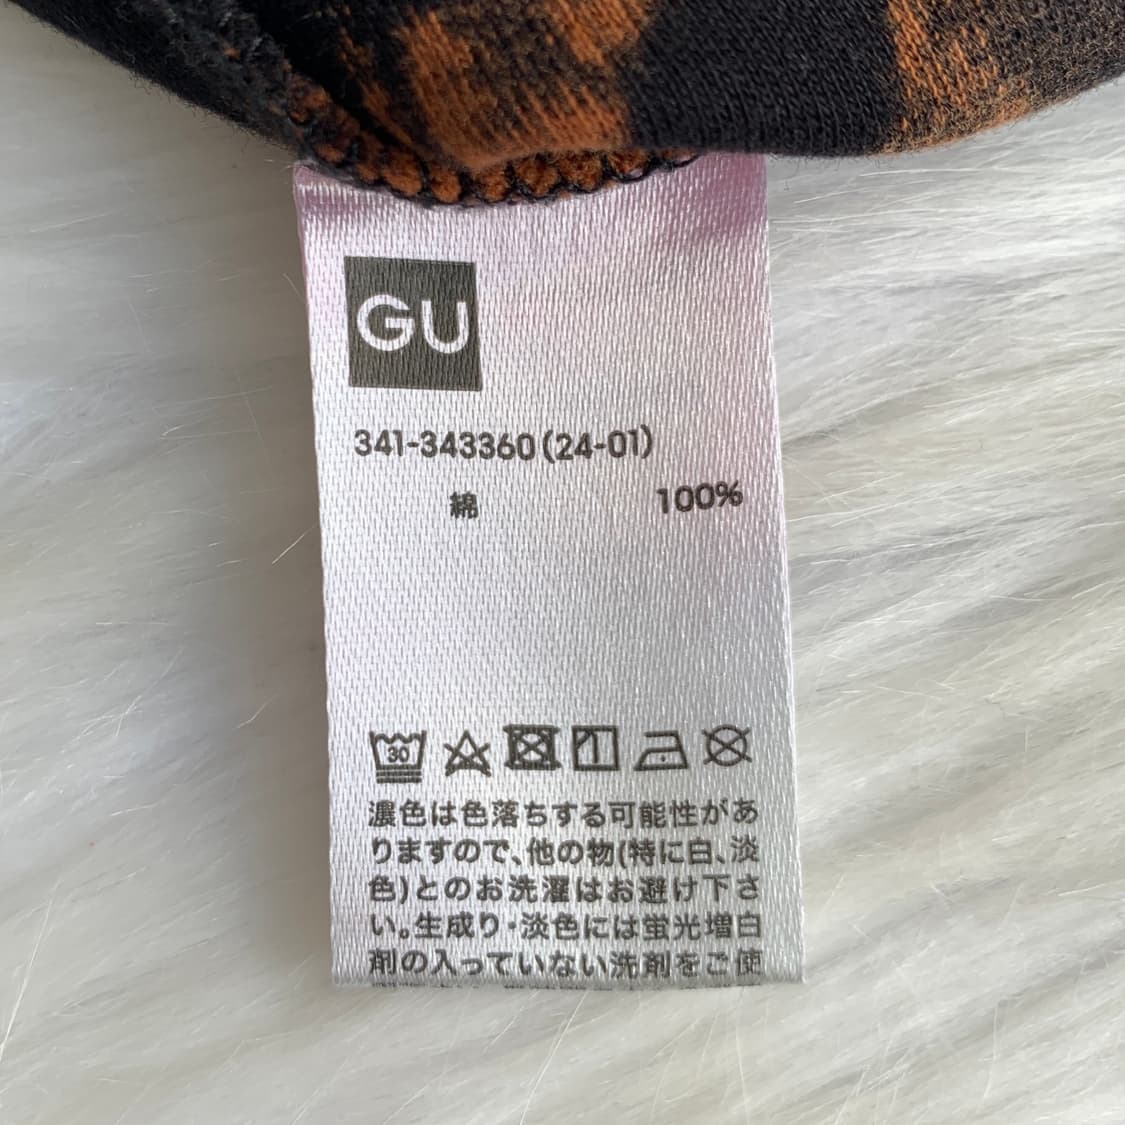 GU
341-343360(24-01)
綿 100%
30
濃色は色落ちする可能性があ
りますので、他の物(特に白、淡
色)とのお洗濯はお避け下さ
い。生成り・淡色には蛍光増白
剤の入っていない洗剤をご使